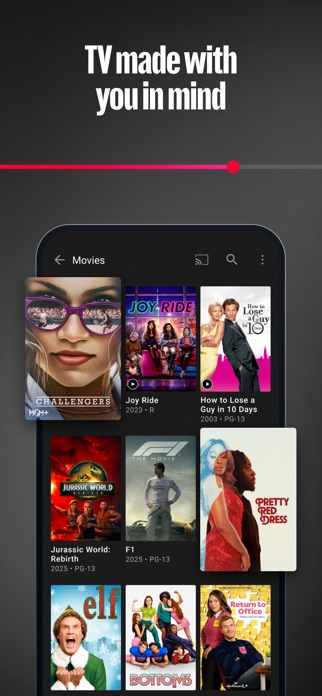 TV made with
you in mind
Movies
CHALLENGERS
MGM+
JOY RIDE
Joy Ride
2023 • R
How to
Lose
a Guy
in 10
Days
How to Lose a
Guy in 10 Days
2003 • PG-13
JURASSIC WORLD
REBIRTH
Jurassic World:
Rebirth
2025 • PG-13
F1
THE MOVIE
F1
2025 • PG-13
PRETTY
RED
DRESS
elf
BOTTOMS
Return to
Office
Hallmark